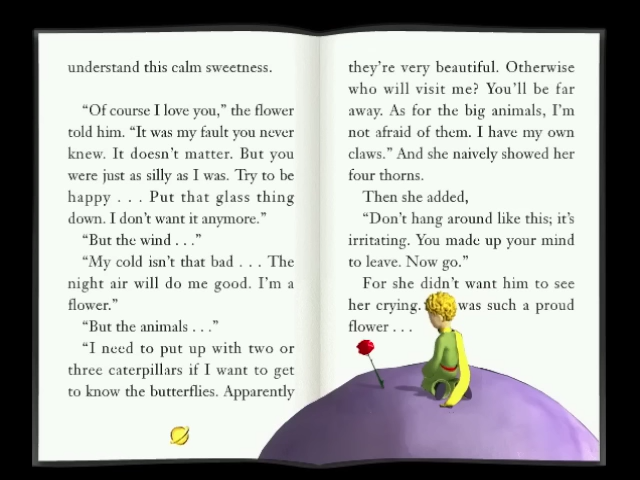 understand this calm sweetness.
“Of course I love you,” the flower
told him. “It was my fault you never
knew. It doesn’t matter. But you
were just as silly as I was. Try to be
happy . . . Put that glass thing
down. I don’t want it anymore.”
“But the wind . . .”
“My cold isn’t that bad . . . The
night air will do me good. I’m a
flower.”
“But the animals . . .”
“I need to put up with two or
three caterpillars if I want to get
to know the butterflies. Apparently
they’re very beautiful. Otherwise
who will visit me? You’ll be far
away. As for the big animals, I’m
not afraid of them. I have my own
claws.” And she naively showed her
four thorns.
Then she added,
“Don’t hang around like this; it’s
irritating. You made up your mind
to leave. Now go.”
For she didn’t want him to see
her crying. was such a proud
flower . . .